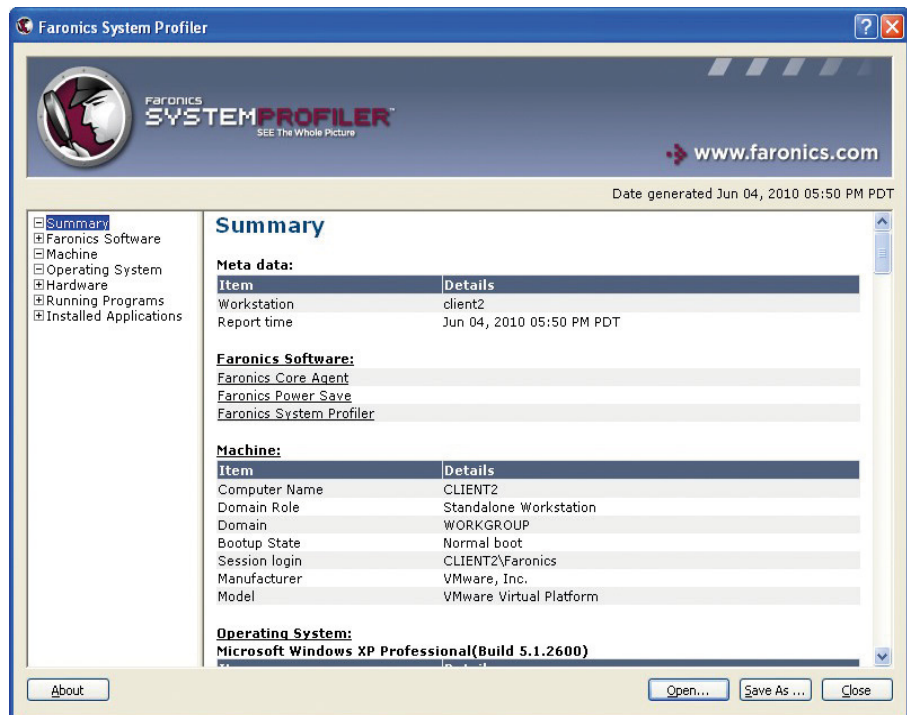 Faronics System Profiler
Faronics
SYSTEMPROFILER™
SEE The Whole Picture
www.faronics.com
Date generated Jun 04, 2010 05:50 PM PDT
Summary
Faronics Software
Machine
Operating System
Hardware
Running Programs
Installed Applications
Summary
Meta data:
Item Details
Workstation client2
Report time Jun 04, 2010 05:50 PM PDT
Faronics Software:
Faronics Core Agent
Faronics Power Save
Faronics System Profiler
Machine:
Item Details
Computer Name CLIENT2
Domain Role Standalone Workstation
Domain WORKGROUP
Bootup State Normal boot
Session login CLIENT2\Faronics
Manufacturer VMware, Inc.
Model VMware Virtual Platform
Operating System:
Microsoft Windows XP Professional(Build 5.1.2600)
About Open... Save As ... Close